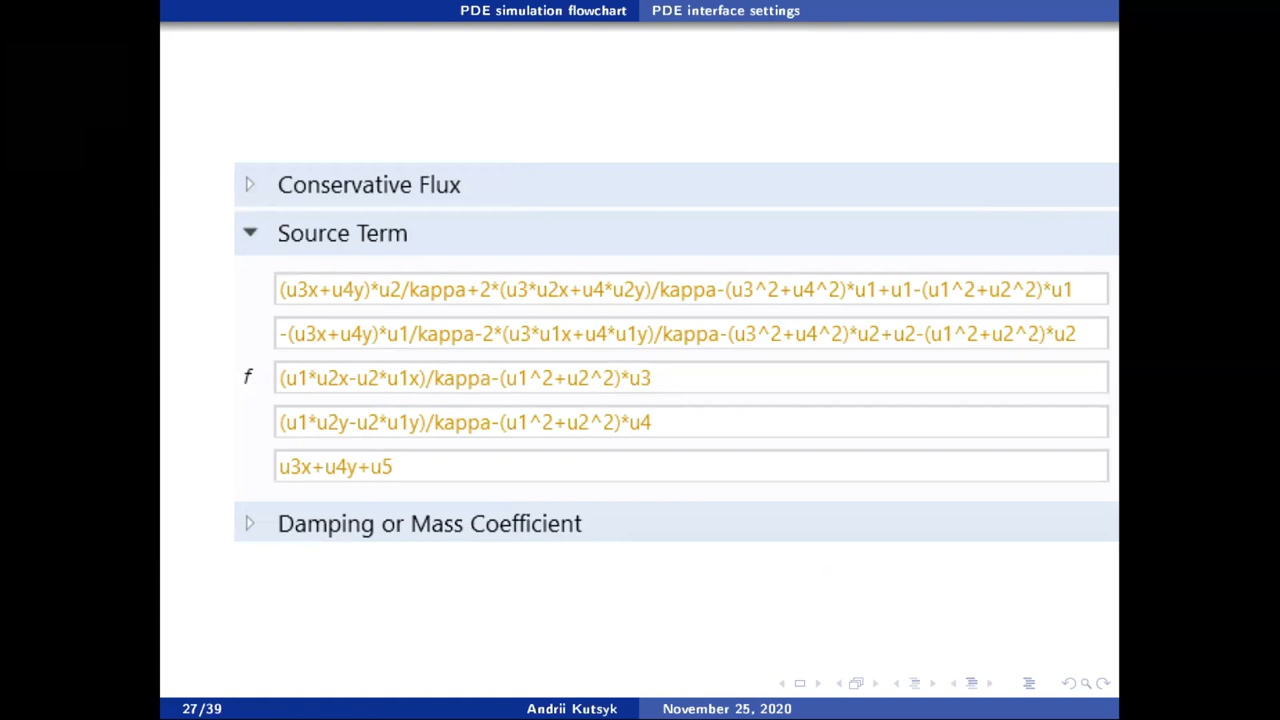 PDE simulation flowchart PDE interface settings
Conservative Flux
Source Term
(u3x+u4y)*u2/kappa+2*(u3*u2x+u4*u2y)/kappa-(u3^2+u4^2)*u1+u1-(u1^2+u2^2)*u1
-(u3x+u4y)*u1/kappa-2*(u3*u1x+u4*u1y)/kappa-(u3^2+u4^2)*u2+u2-(u1^2+u2^2)*u2
f (u1*u2x-u2*u1x)/kappa-(u1^2+u2^2)*u3
(u1*u2y-u2*u1y)/kappa-(u1^2+u2^2)*u4
u3x+u4y+u5
Damping or Mass Coefficient
27/39 Andrii Kutsyk November 25, 2020